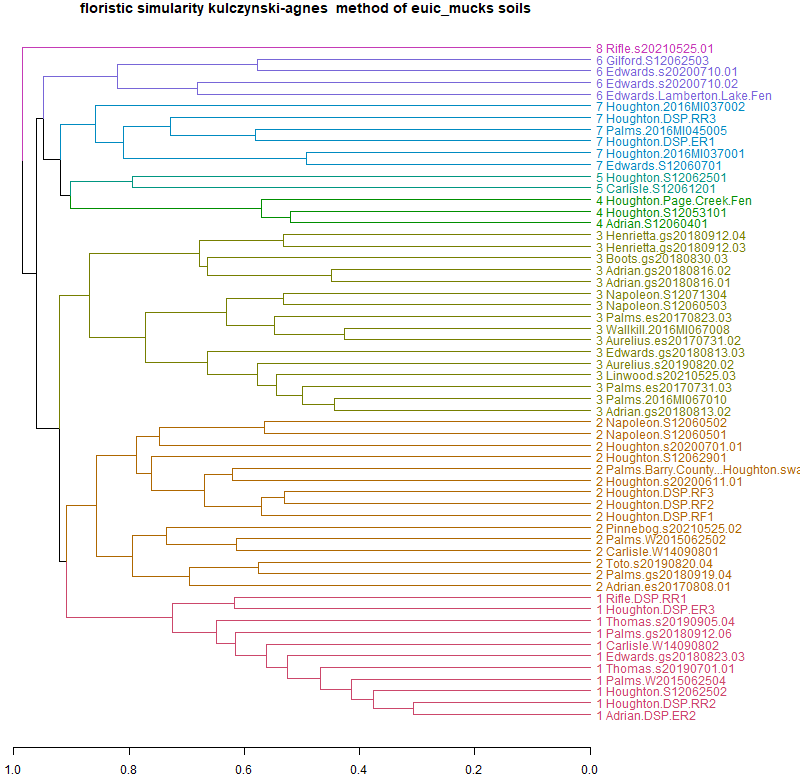 floristic simularity kulczynski-agnes method of euic_mucks soils
8 Rifle.s20210525.01
6 Gilford.S12062503
6 Edwards.s20200710.01
6 Edwards.s20200710.02
6 Edwards.Lamberton.Lake.Fen
7 Houghton.2016MI037002
7 Houghton.DSP.RR3
7 Palms.2016MI045005
7 Houghton.DSP.ER1
7 Houghton.2016MI037001
7 Edwards.S12060701
5 Houghton.S12062501
5 Carlisle.S12061201
4 Houghton.Page.Creek.Fen
4 Houghton.S12053101
4 Adrian.S12060401
3 Henrietta.gs20180912.04
3 Henrietta.gs20180912.03
3 Boots.gs20180830.03
3 Adrian.gs20180816.02
3 Adrian.gs20180816.01
3 Napoleon.S12071304
3 Napoleon.S12060503
3 Palms.es20170823.03
3 Wallkill.2016MI067008
3 Aurelius.es20170731.02
3 Edwards.gs20180813.03
3 Aurelius.s20190820.02
3 Linwood.s20210525.03
3 Palms.es20170731.03
3 Palms.2016MI067010
3 Adrian.gs20180813.02
2 Napoleon.S12060502
2 Napoleon.S12060501
2 Houghton.s20200701.01
2 Houghton.S12062901
2 Palms.Barry.County...Houghton.swa
2 Houghton.s20200611.01
2 Houghton.DSP.RF3
2 Houghton.DSP.RF2
2 Houghton.DSP.RF1
2 Pinnebog.s20210525.02
2 Palms.W2015062502
2 Carlisle.W14090801
2 Toto.s20190820.04
2 Palms.gs20180919.04
2 Adrian.es20170808.01
1 Rifle.DSP.RR1
1 Houghton.DSP.ER3
1 Thomas.s20190905.04
1 Palms.gs20180912.06
1 Carlisle.W14090802
1 Edwards.gs20180823.03
1 Thomas.s20190701.01
1 Palms.W2015062504
1 Houghton.S12062502
1 Houghton.DSP.RR2
1 Adrian.DSP.ER2
1.0 0.8 0.6 0.4 0.2 0.0